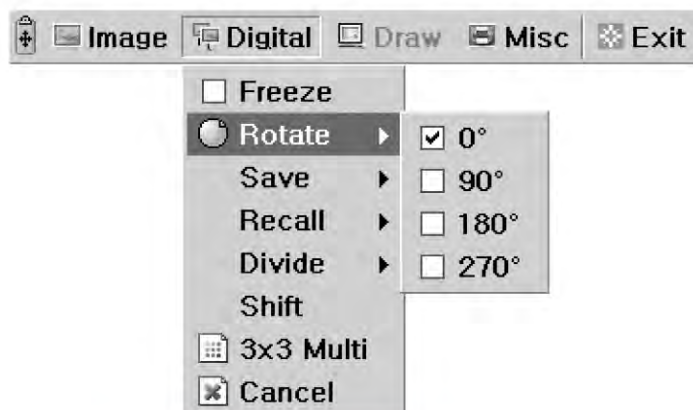 Image Digital Draw Misc Exit
Freeze
Rotate 0°
Save 90°
Recall 180°
Divide 270°
Shift
3x3 Multi
Cancel